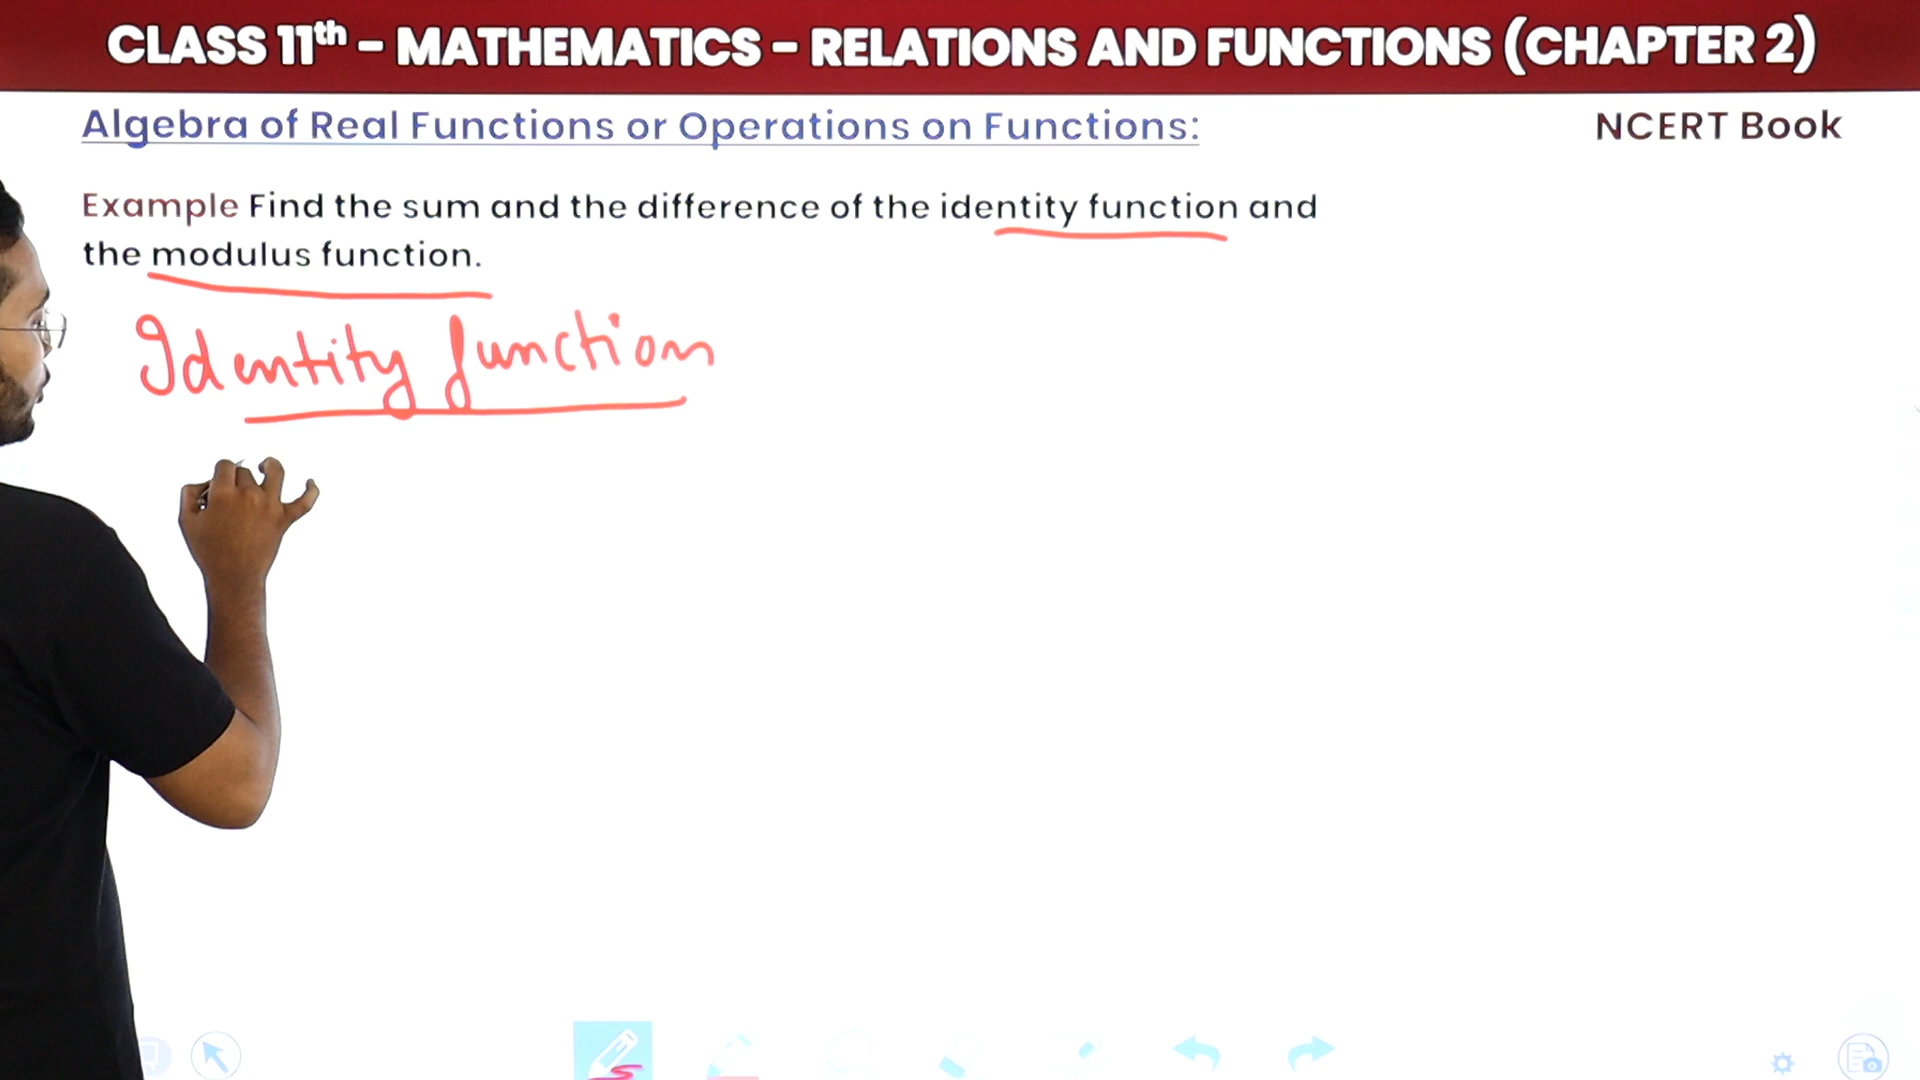 CLASS 11th - MATHEMATICS - RELATIONS AND FUNCTIONS (CHAPTER 2)
Algebra of Real Functions or Operations on Functions:
NCERT Book
Example Find the sum and the difference of the identity function and
the modulus function.
Identity function